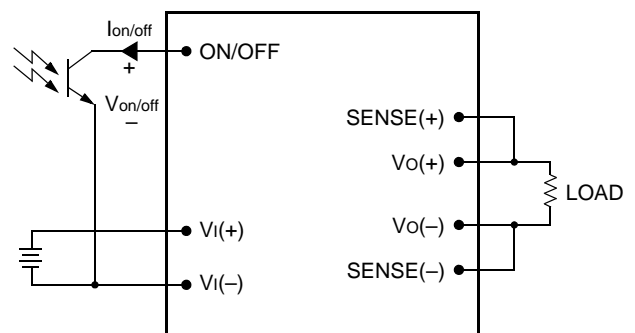 Ion/off
+
ON/OFF
Von/off
–
SENSE(+)
VO(+)
LOAD
VO(–)
SENSE(–)
VI(+)
VI(–)